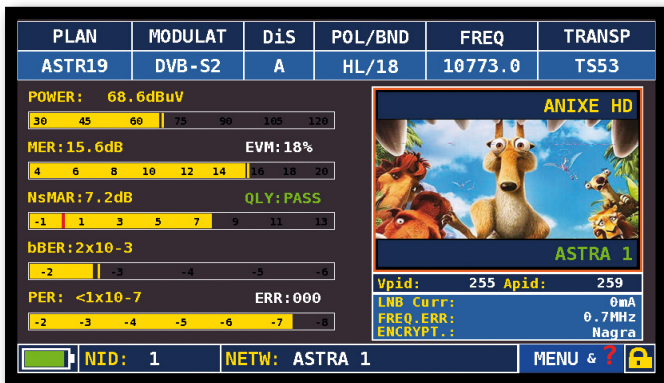 PLAN MODULAT DiS POL/BND FREQ TRANSP
ASTR19 DVB-S2 A HL/18 10773.0 TS53
POWER: 68.6dBuV
30 45 60 75 90 105 120
MER:15.6dB EVM:18%
4 6 8 10 12 14 16 18 20
NsMAR:7.2dB QLY:PASS
-1 1 3 5 7 9 11 13
bBER:2x10-3
-2 -3 -4 -5 -6
PER: <1x10-7 ERR:000
-2 -3 -4 -5 -6 -7 -8
ANIXE HD
ASTRA 1
Vpid: 255 Apid: 259
LNB Curr: 0mA
FREQ.ERR: 0.7MHz
ENCRYPT.: Nagra
NID: 1 NETW: ASTRA 1 MENU & ?